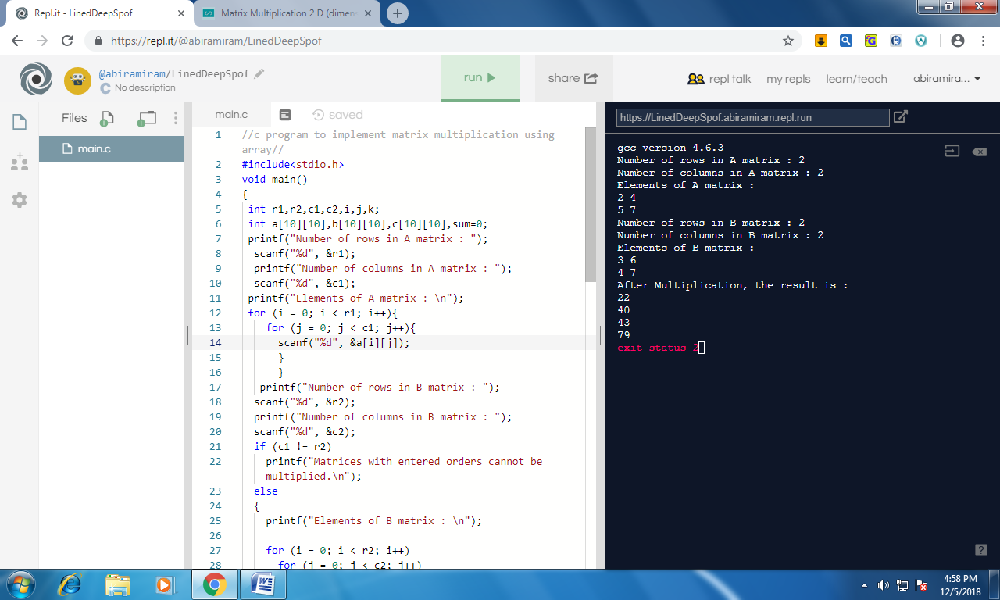 Repl.it - LinedDeepSpof
Matrix Multiplication 2 D (dimens
https://repl.it/@abiramiram/LinedDeepSpof
@abiramiram/LinedDeepSpof
No description
run
share
repl talk
my repls
learn/teach
abiramira...
Files
main.c
main.c
saved
1 //c program to implement matrix multiplication using
array//
2 #include<stdio.h>
3 void main()
4 {
5 int r1,r2,c1,c2,i,j,k;
6 int a[10][10],b[10][10],c[10][10],sum=0;
7 printf("Number of rows in A matrix : ");
8 scanf("%d", &r1);
9 printf("Number of columns in A matrix : ");
10 scanf("%d", &c1);
11 printf("Elements of A matrix : \n");
12 for (i = 0; i < r1; i++){
13 for (j = 0; j < c1; j++){
14 scanf("%d", &a[i][j]);
15 }
16 }
17 printf("Number of rows in B matrix : ");
18 scanf("%d", &r2);
19 printf("Number of columns in B matrix : ");
20 scanf("%d", &c2);
21 if (c1 != r2)
22 printf("Matrices with entered orders cannot be
multiplied.\n");
23 else
24 {
25 printf("Elements of B matrix : \n");
26
27 for (i = 0; i < r2; i++)
28 for (j = 0; j < c2; j++)
https://LinedDeepSpof.abiramiram.repl.run
gcc version 4.6.3
Number of rows in A matrix : 2
Number of columns in A matrix : 2
Elements of A matrix :
2 4
5 7
Number of rows in B matrix : 2
Number of columns in B matrix : 2
Elements of B matrix :
3 6
4 7
After Multiplication, the result is :
22
40
43
79
exit status 2
?
4:58 PM
12/5/2018